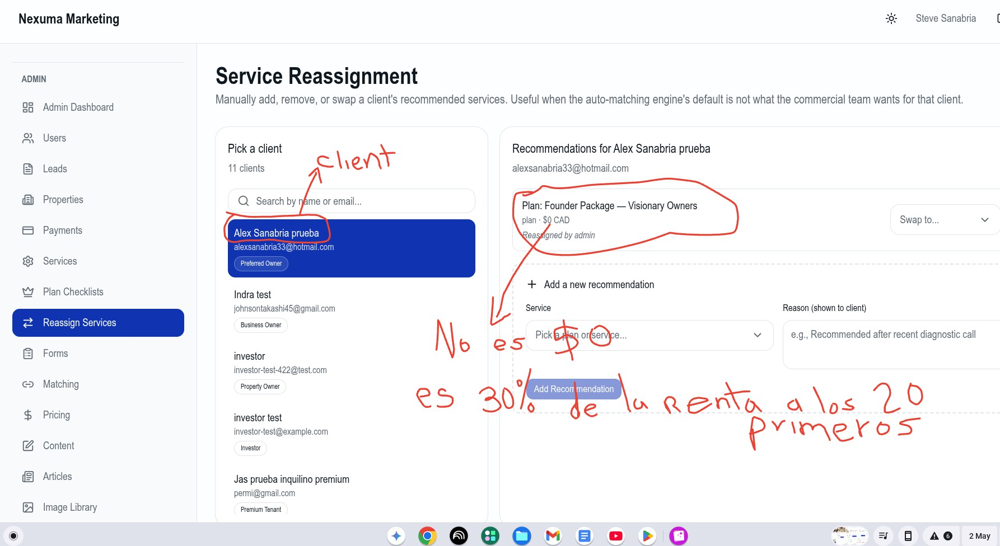 Nexuma Marketing
Steve Sanabria
ADMIN
Admin Dashboard
Users
Leads
Properties
Payments
Services
Plan Checklists
Reassign Services
Forms
Matching
Pricing
Content
Articles
Image Library
Service Reassignment
Manually add, remove, or swap a client's recommended services. Useful when the auto-matching engine's default is not what the commercial team wants for that client.
Pick a client
11 clients
client
Search by name or email...
Alex Sanabria prueba
alexsanabria33@hotmail.com
Preferred Owner
Indra test
johnsontakashi45@gmail.com
Business Owner
investor
investor-test-422@test.com
Property Owner
investor test
investor-test@example.com
Investor
Jas prueba inquilino premium
permi@gmail.com
Premium Tenant
Recommendations for Alex Sanabria prueba
alexsanabria33@hotmail.com
Plan: Founder Package — Visionary Owners
plan · $0 CAD
Reassigned by admin
Swap to...
Add a new recommendation
Service
Reason (shown to client)
Pick a plan or service...
e.g., Recommended after recent diagnostic call
Add Recommendation
No es $0
es 30% de la renta a los 20
primeros
6
2 May